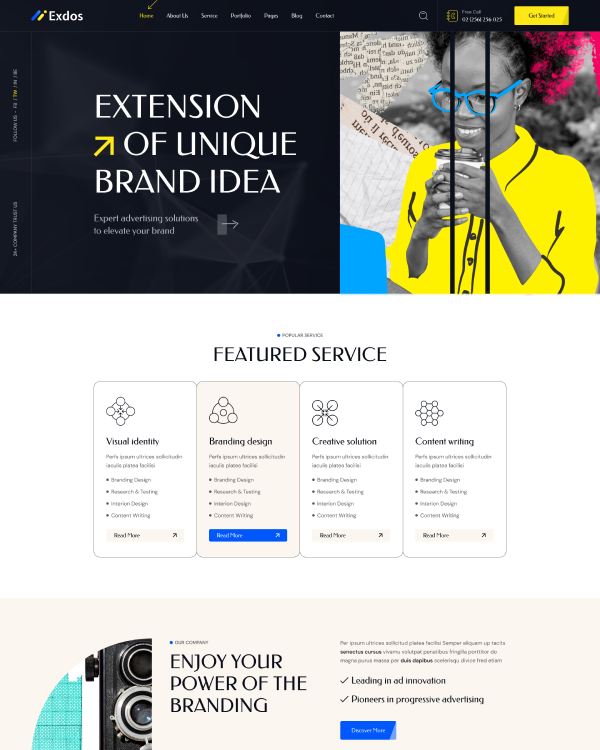 Exdos
Home About Us Service Portfolio Pages Blog Contact
Free Call
02 (256) 256 025
Get Started
FOLLOW US - FB / TW / IN / BE
3k+ COMPANY TRUST US
EXTENSION
OF UNIQUE
BRAND IDEA
Expert advertising solutions
to elevate your brand
POPULAR SERVICE
FEATURED SERVICE
Visual identity
Perfs ipsum ultrices sollicitudin
iaculis platea facilisi
Branding Design
Research & Testing
Interion Design
Content Writing
Read More
Branding design
Perfs ipsum ultrices sollicitudin
iaculis platea facilisi
Branding Design
Research & Testing
Interion Design
Content Writing
Read More
Creative solution
Perfs ipsum ultrices sollicitudin
iaculis platea facilisi
Branding Design
Research & Testing
Interion Design
Content Writing
Read More
Content writing
Perfs ipsum ultrices sollicitudin
iaculis platea facilisi
Branding Design
Research & Testing
Interion Design
Content Writing
Read More
OUR COMPANY
ENJOY YOUR
POWER OF THE
BRANDING
Per ipsum ultrices sollicitud platea facilisi Semper aliquam up tacits
senectus cursus vivamu volutpat penatibus fringilla porttitor do
magna purus massa per duis dapibus scelerisqu divice fred etiam
Leading in ad innovation
Pioneers in progressive advertising
Discover More